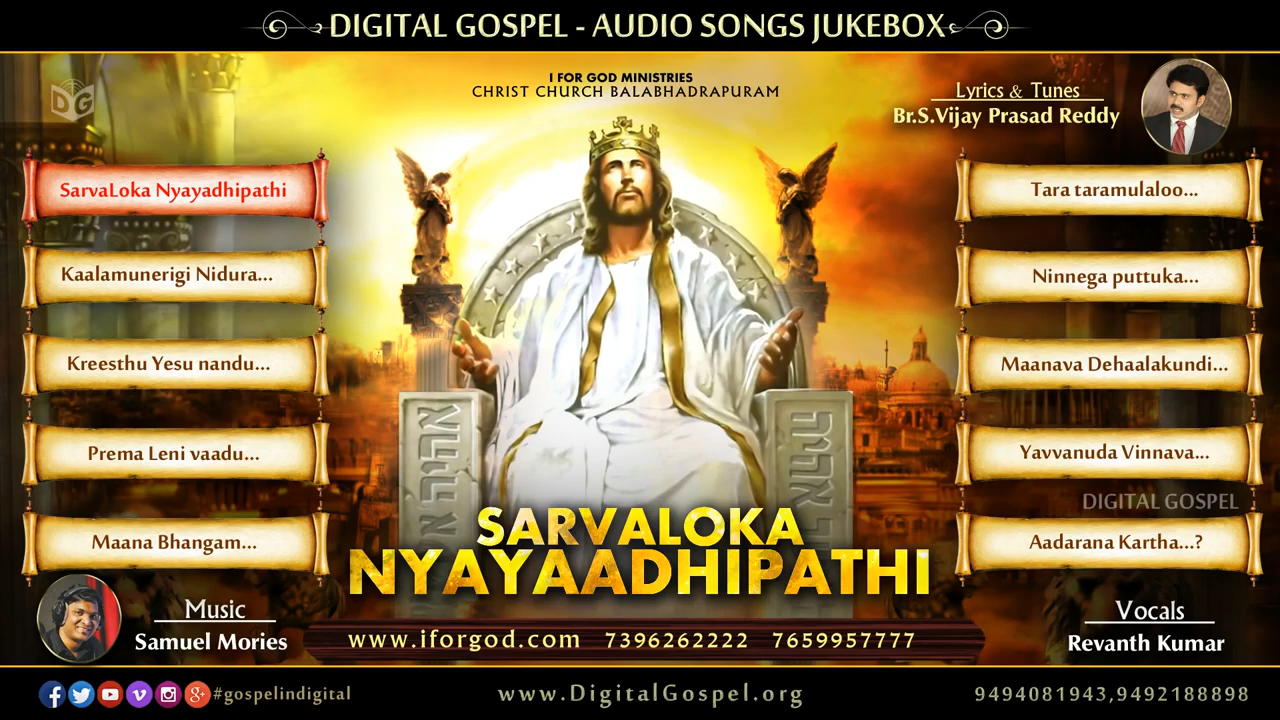 DIGITAL GOSPEL - AUDIO SONGS JUKEBOX
DG
I FOR GOD MINISTRIES
CHRIST CHURCH BALABHADRAPURAM
Lyrics & Tunes
Br.S.Vijay Prasad Reddy
SarvaLoka Nyayadhipathi
Kaalamunerigi Nidura...
Kreesthu Yesu nandu...
Prema Leni vaadu...
Maana Bhangam...
Tara taramulaloo...
Ninnega puttuka...
Maanava Dehaalakundi...
Yavvanuda Vinnava...
DIGITAL GOSPEL
Aadarana Kartha...?
SARVALOKA
NYAYAADHIPATHI
Music
Samuel Mories
www.iforgod.com 7396262222 7659957777
Vocals
Revanth Kumar
#gospelindigital
www.DigitalGospel.org
9494081943,9492188898